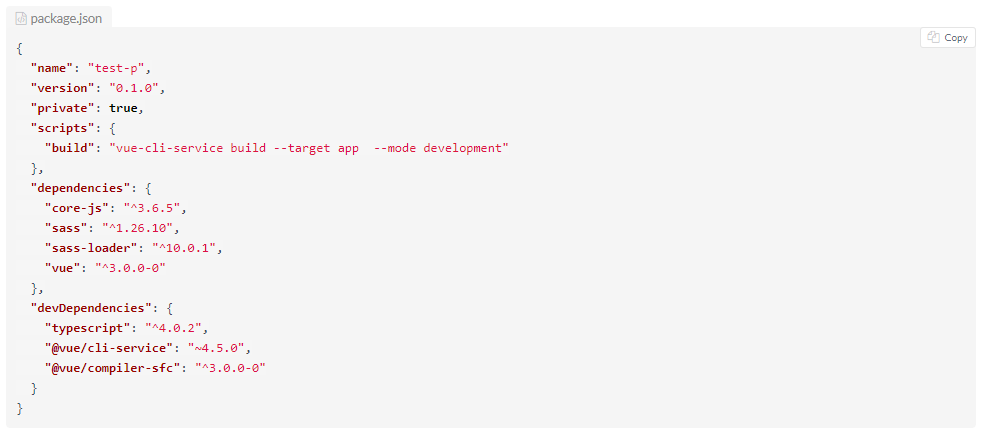 package.json
Copy
{
  "name": "test-p",
  "version": "0.1.0",
  "private": true,
  "scripts": {
    "build": "vue-cli-service build --target app  --mode development"
  },
  "dependencies": {
    "core-js": "^3.6.5",
    "sass": "^1.26.10",
    "sass-loader": "^10.0.1",
    "vue": "^3.0.0-0"
  },
  "devDependencies": {
    "typescript": "^4.0.2",
    "@vue/cli-service": "~4.5.0",
    "@vue/compiler-sfc": "^3.0.0-0"
  }
}